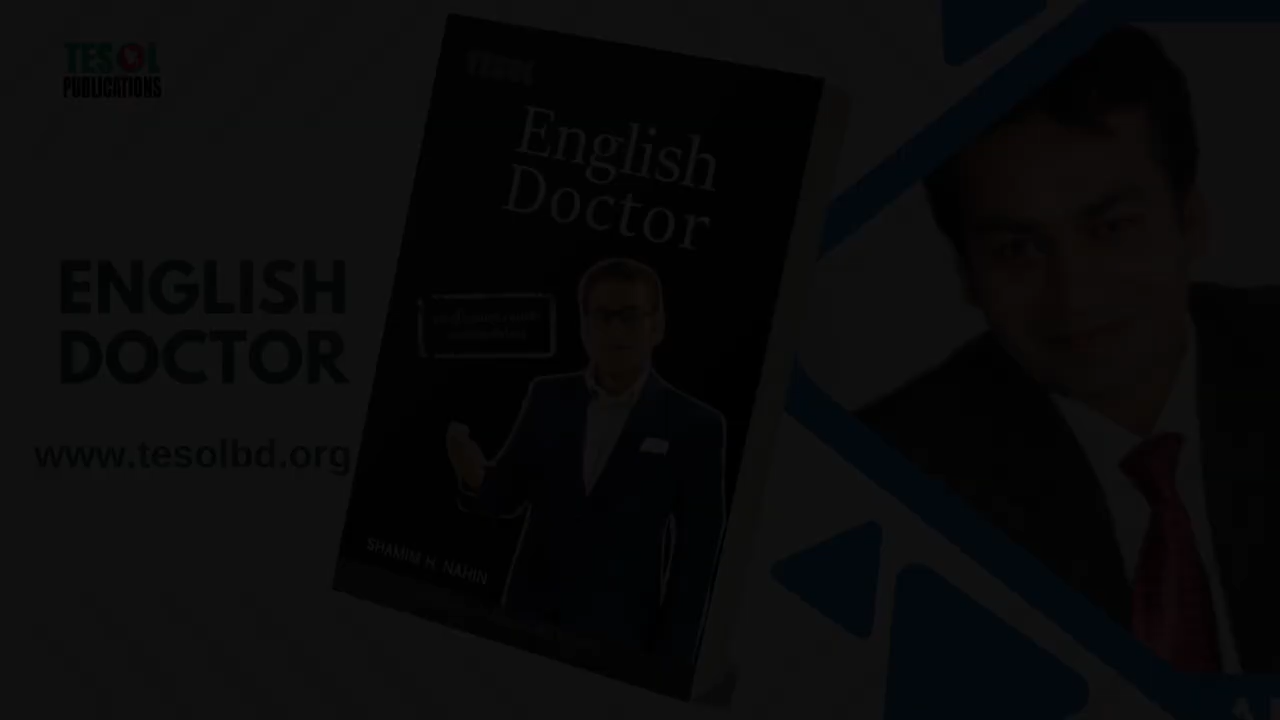 TESOL
PUBLICATIONS
English
Doctor
ENGLISH
DOCTOR
www.tesolbd.org
SHAMIM H. NAHIN